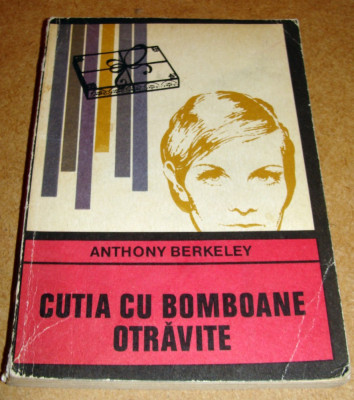 ANTHONY BERKELEY
CUTIA CU BOMBOANE
OTRĂVITE